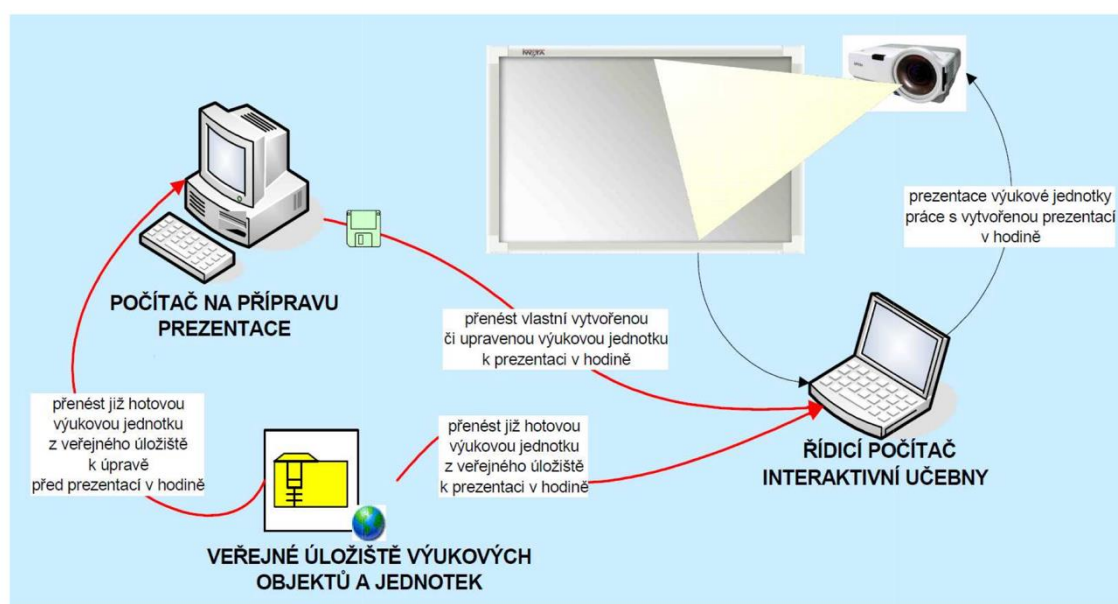 prezentace výukové jednotky
práce s vytvořenou prezentací
v hodině
POČÍTAČ NA PŘÍPRAVU
PREZENTACE
přenést vlastní vytvořenou
či upravenou výukovou jednotku
k prezentaci v hodině
přenést již hotovou
výukovou jednotku
z veřejného úložiště
k úpravě
před prezentací v hodině
přenést již hotovou
výukovou jednotku
z veřejného úložiště
k prezentaci v hodině
ŘÍDICÍ POČÍTAČ
INTERAKTIVNÍ UČEBNY
VEŘEJNÉ ÚLOŽIŠTĚ VÝUKOVÝCH
OBJEKTŮ A JEDNOTEK